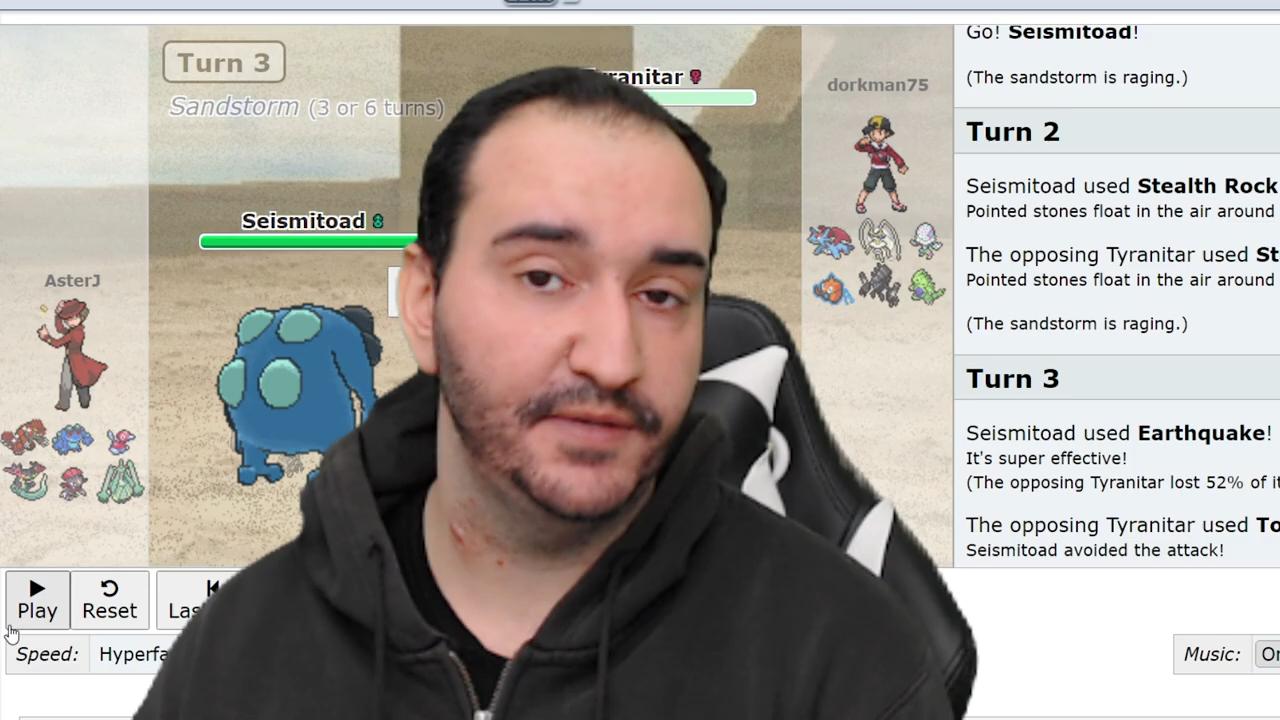 Turn 3
Sandstorm (3 or 6 turns)
Seismitoad
AsterJ
dorkman75
Go! Seismitoad!
(The sandstorm is raging.)
Turn 2
Seismitoad used Stealth Rock
Pointed stones float in the air around
The opposing Tyranitar used
Pointed stones float in the air around
(The sandstorm is raging.)
Turn 3
Seismitoad used Earthquake!
It's super effective!
(The opposing Tyranitar lost 52% of
The opposing Tyranitar used
Seismitoad avoided the attack!
Play
Reset
Speed:
Music: